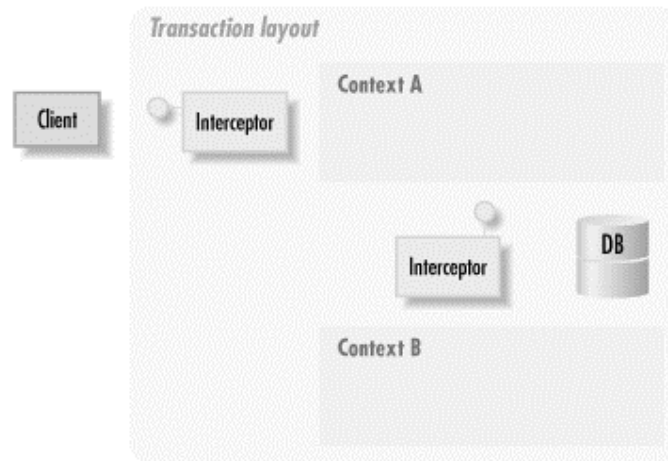 Transaction layout
Context A
Client
Interceptor
DB
Interceptor
Context B